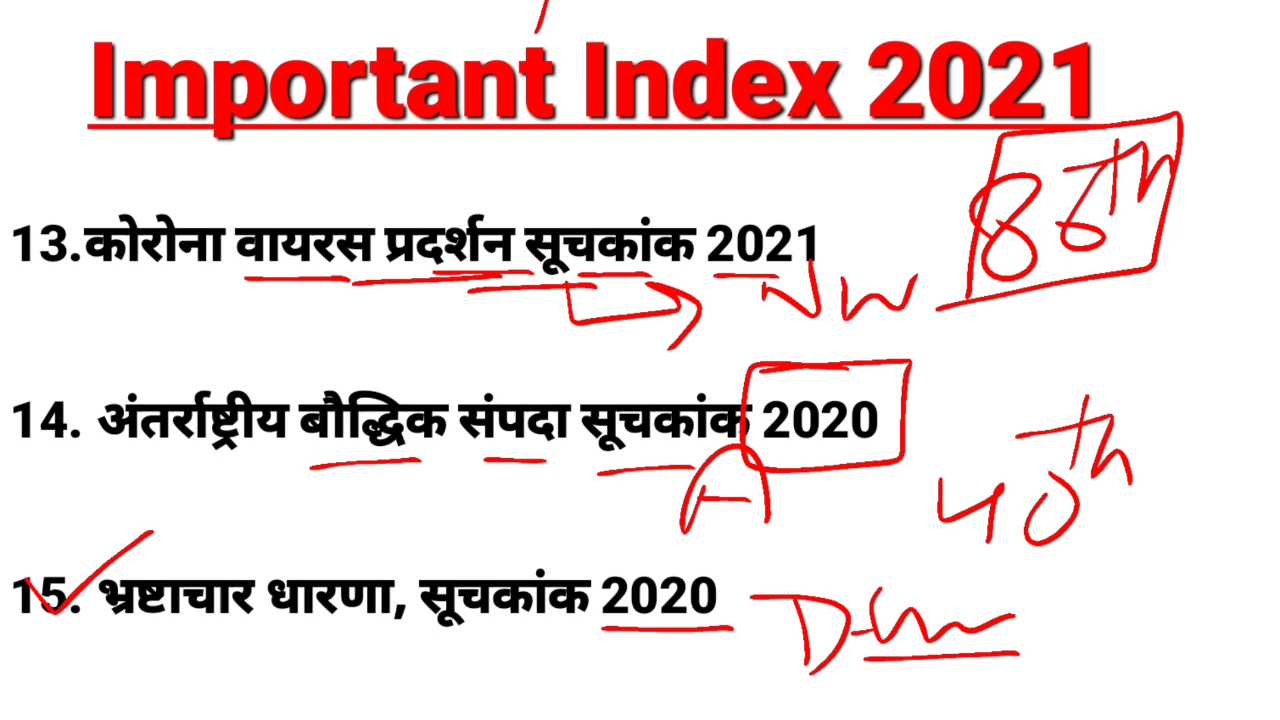 Important Index 2021
86th
13.कोरोना वायरस प्रदर्शन सूचकांक 2021
NW
14. अंतर्राष्ट्रीय बौद्धिक संपदा सूचकांक 2020
A
40th
15. भ्रष्टाचार धारणा, सूचकांक 2020